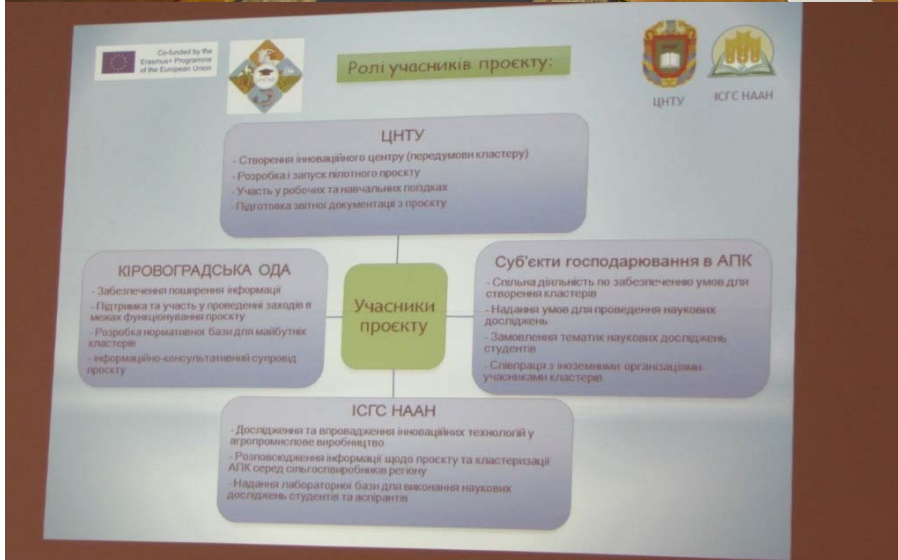 Co-funded by the
Erasmus+ Programme
of the European Union
Ролі учасників проєкту:
ЦНТУ
ІСГС НААН
ЦНТУ
- Створення інноваційного центру (передумови кластеру)
- Розробка і запуск пілотного проєкту
- Участь у робочих та навчальних поїздках
- Підготовка звітної документації з проєкту
КІРОВОГРАДСЬКА ОДА
- Забезпечення поширення інформації
- Підтримка та участь у проведенні заходів в
межах функціонування проєкту
- Розробка нормативної бази для майбутніх
кластерів
- інформаційно-консультативний супровід
проєкту
Учасники
проєкту
Суб'єкти господарювання в АПК
- Спільна діяльність по забезпеченню умов для
створення кластерів
- Надання умов для проведення наукових
досліджень
- Замовлення тематик наукових досліджень
студентів
- Співпраця з іноземними організаціями-
учасниками кластерів
ІСГС НААН
- Дослідження та впровадження інноваційних технологій у
агропромислове виробництво
- Розповсюдження інформації щодо проєкту та кластеризації
АПК серед сільгоспвиробників регіону
- Надання лабораторної бази для виконання наукових
досліджень студентів та аспірантів